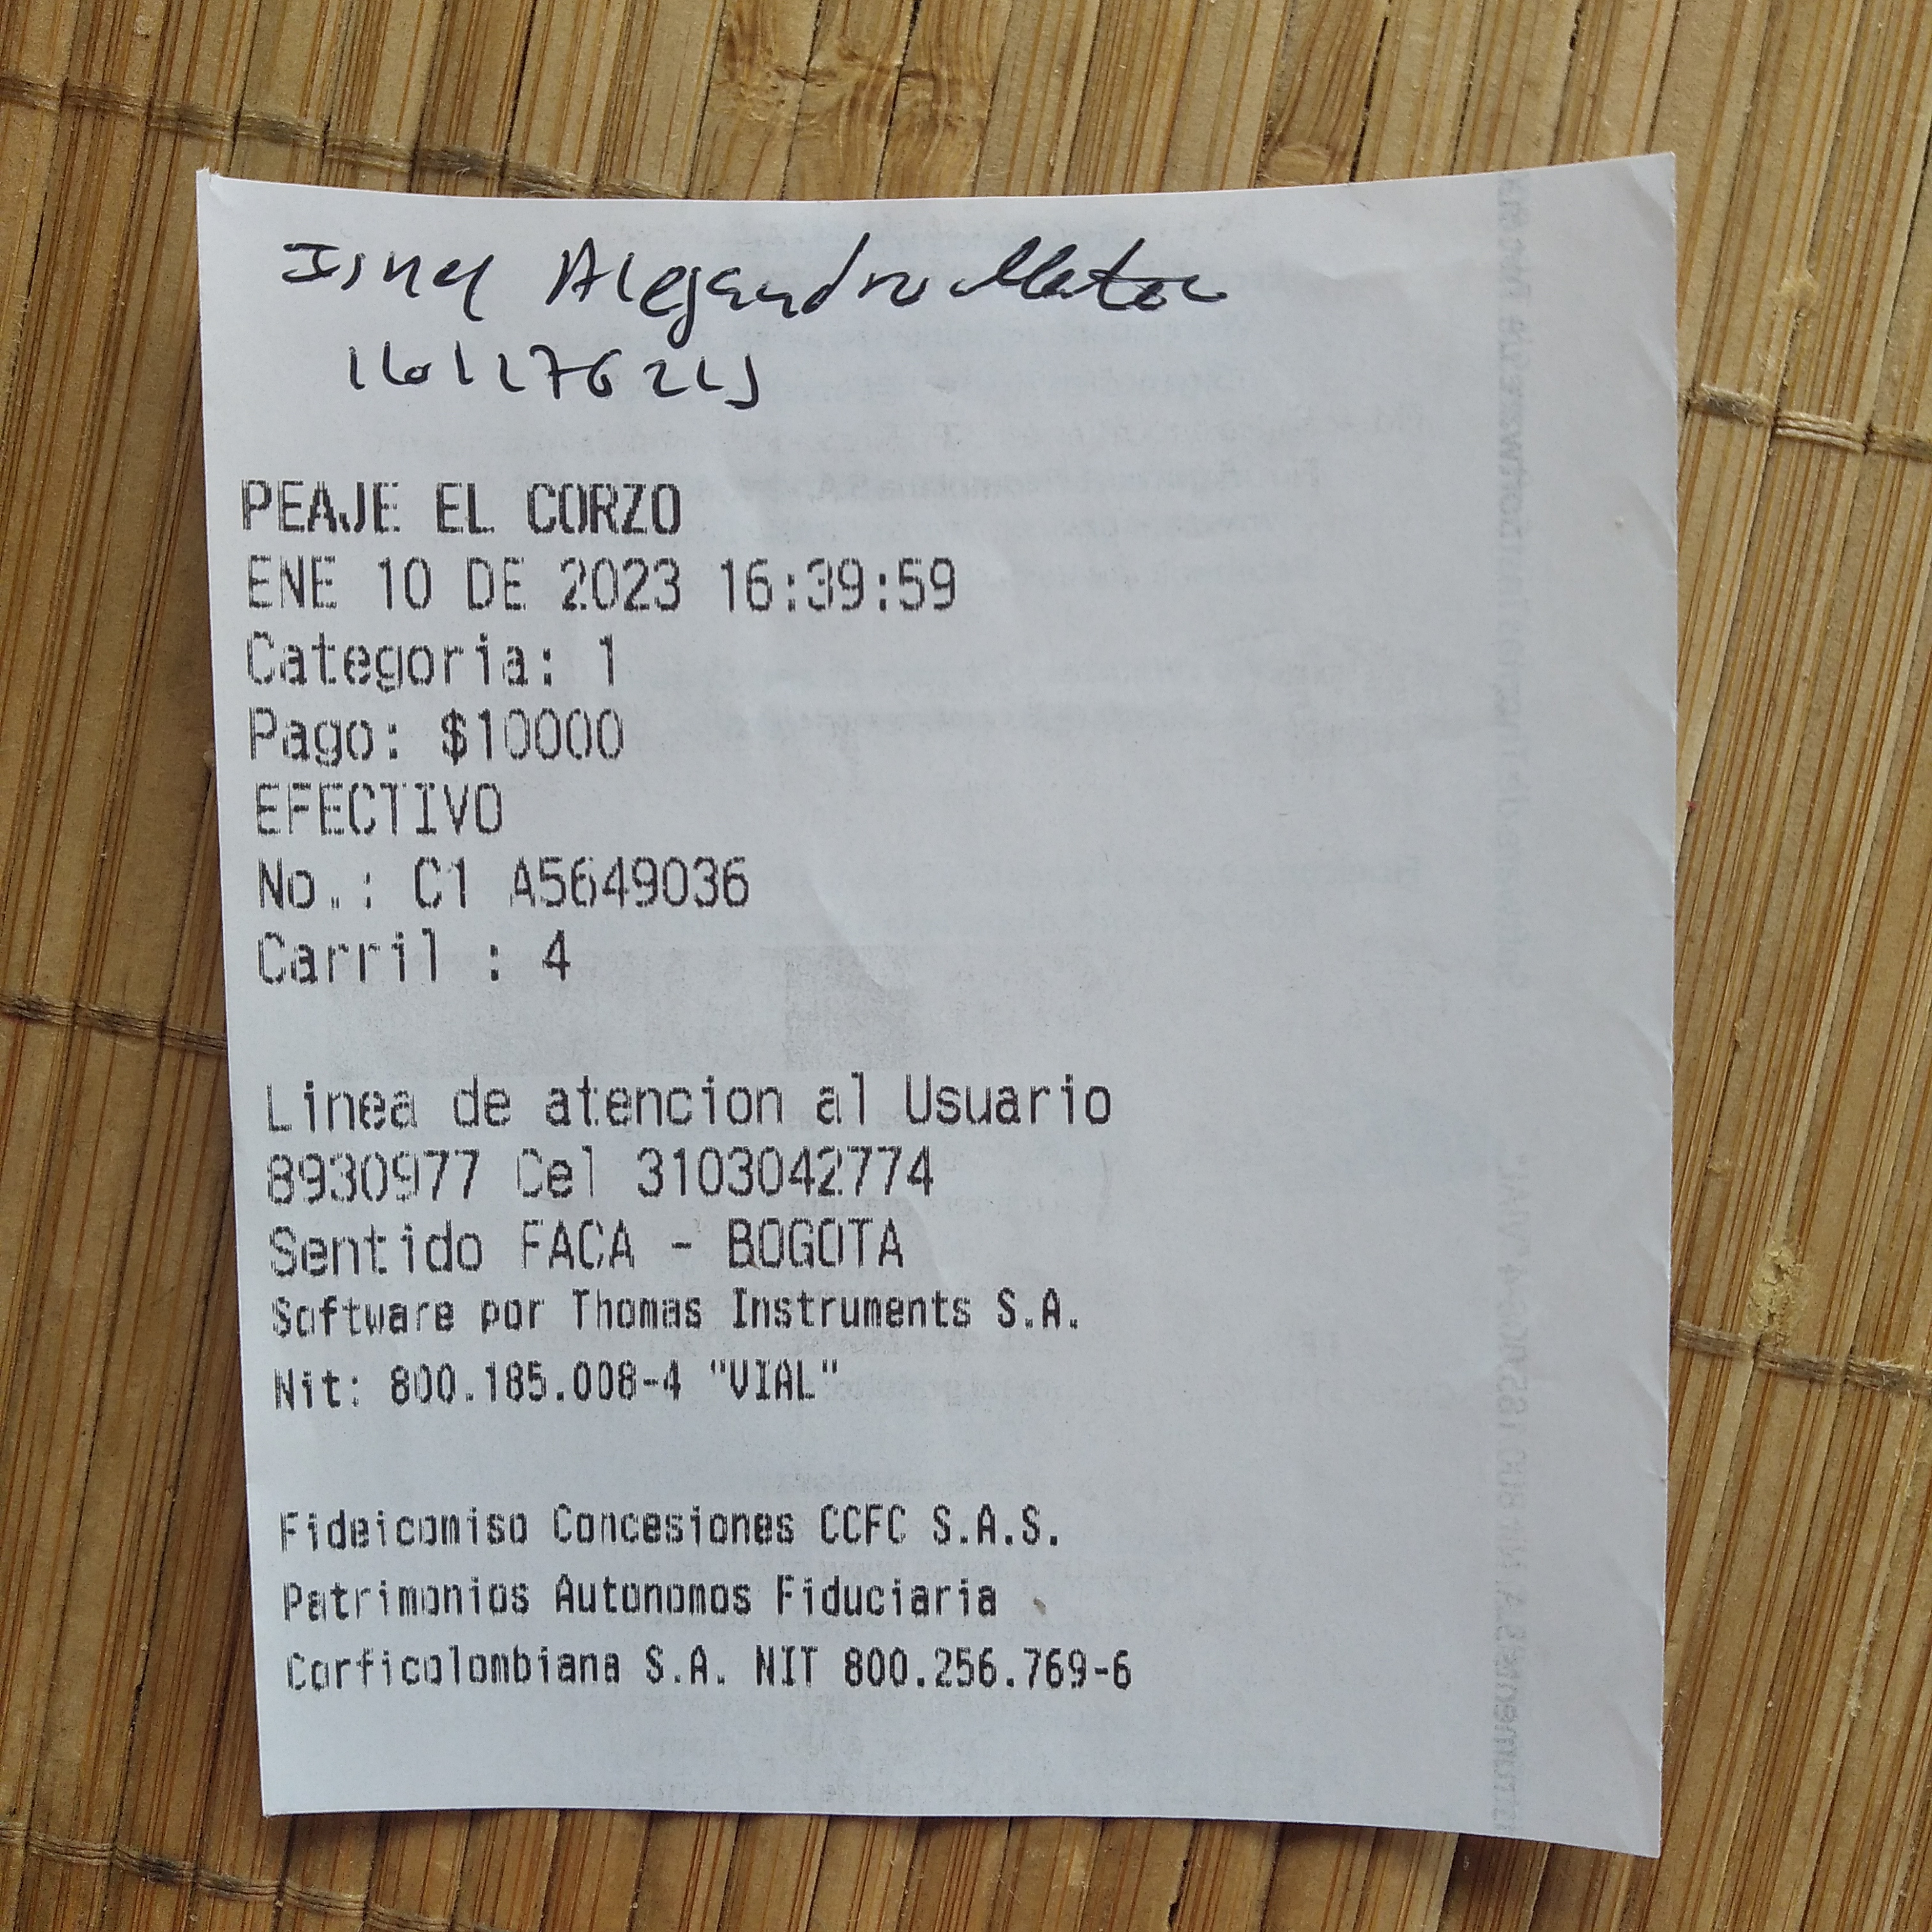 Alejandro
PEAJE EL CORZO
ENE 10 DE 2023 16:39:59
Categoria: 1
Pago: $10000
EFECTIVO
No.: C1 A5649036
Carril : 4
Linea de atencion al Usuario
8930977 Cel 3103042774
Sentido FACA - BOGOTA
Software por Thomas Instruments S.A.
Nit: 800.185.008-4 "VIAL"
Fideicomiso Concesiones CCFC S.A.S.
Patrimonios Autonomos Fiduciaria
Corficolombiana S.A. NIT 800.256.769-6